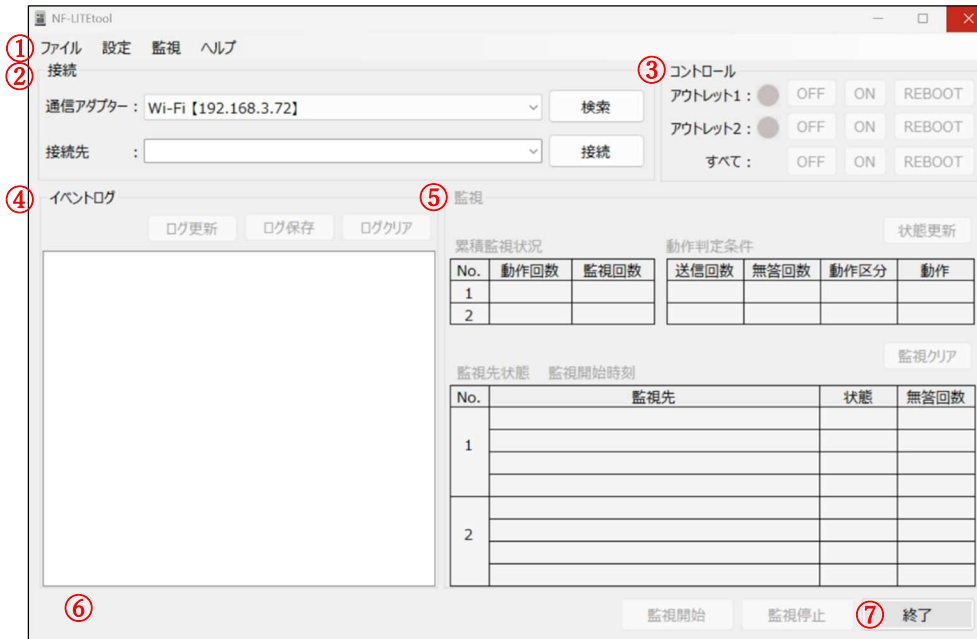 NF-LITEtool
① ファイル 設定 監視 ヘルプ
② 接続
通信アダプター： Wi-Fi【192.168.3.72】 検索
接続先 ： 接続
③ コントロール
アウトレット1： OFF ON REBOOT
アウトレット2： OFF ON REBOOT
すべて： OFF ON REBOOT
④ イベントログ
ログ更新 ログ保存 ログクリア
⑤ 監視
状態更新
累積監視状況 動作判定条件
No. 動作回数 監視回数 送信回数 無答回数 動作区分 動作
1
2
監視クリア
監視先状態 監視開始時刻
No. 監視先 状態 無答回数
1
2
⑥ 監視開始 監視停止 ⑦ 終了